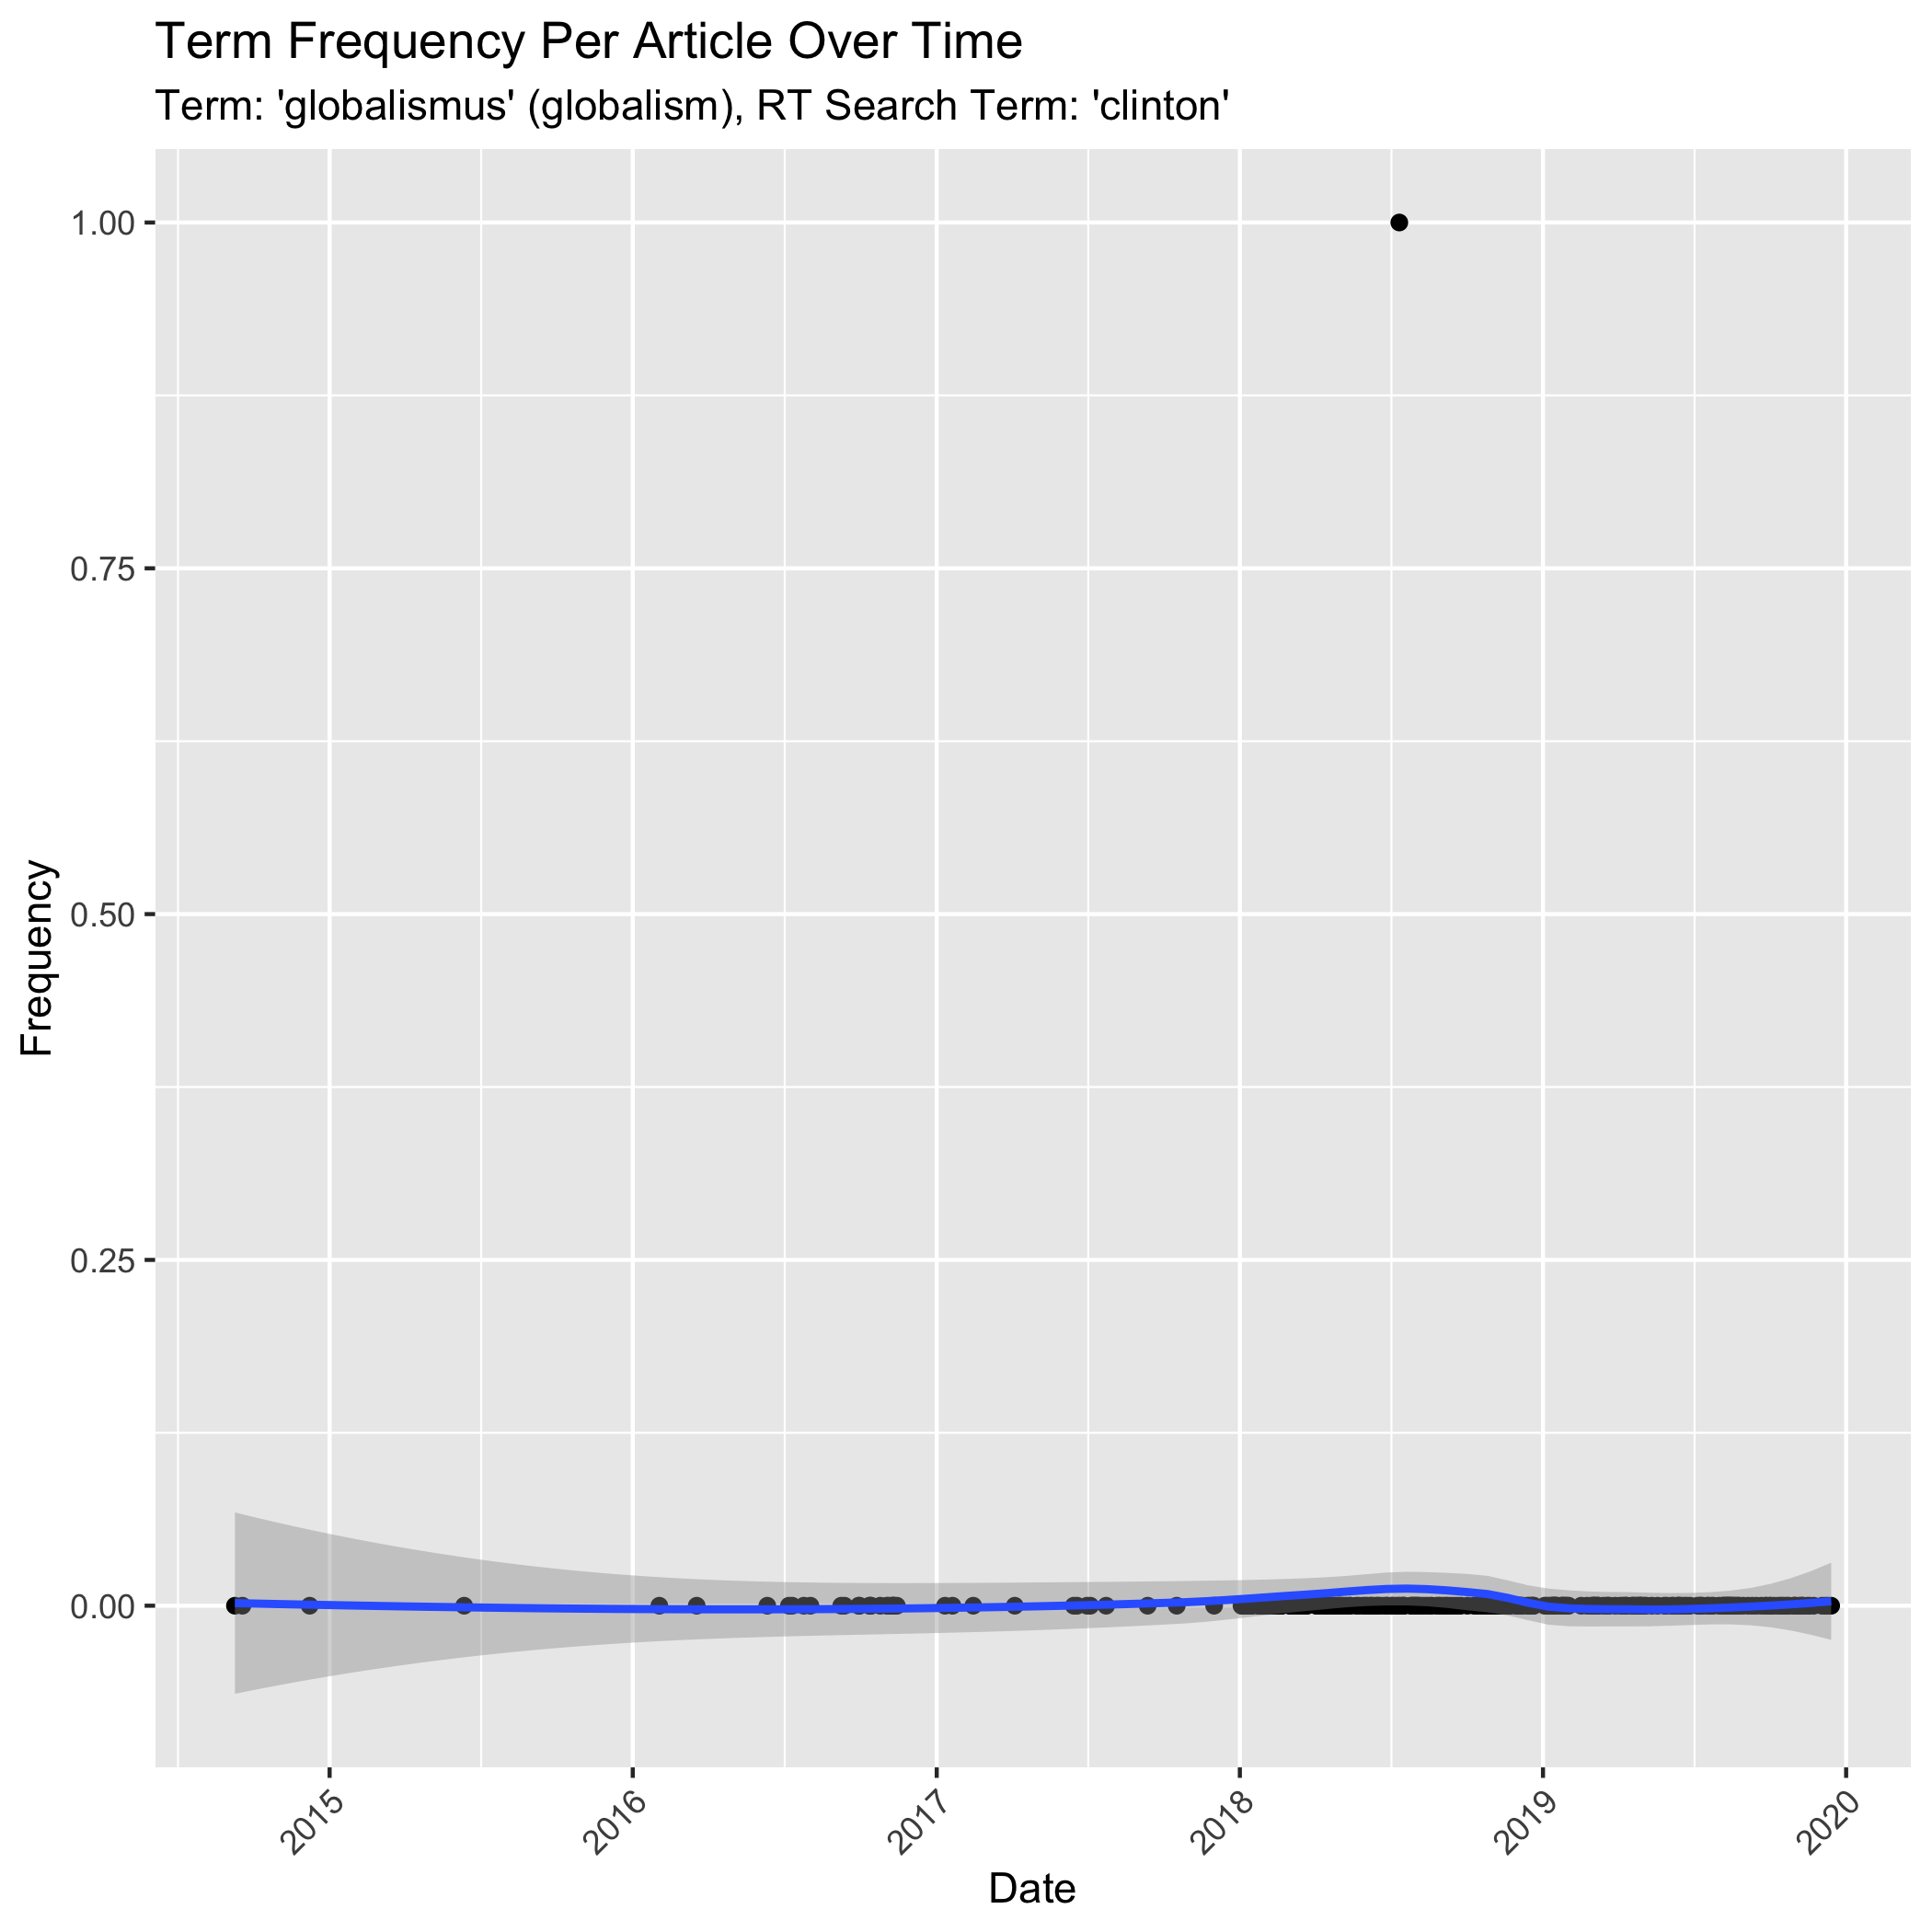 Term Frequency Per Article Over Time
Term: 'globalismus' (globalism), RT Search Term: 'clinton'
Frequency
1.00
0.75
0.50
0.25
0.00
2015
2016
2017
2018
2019
2020
Date